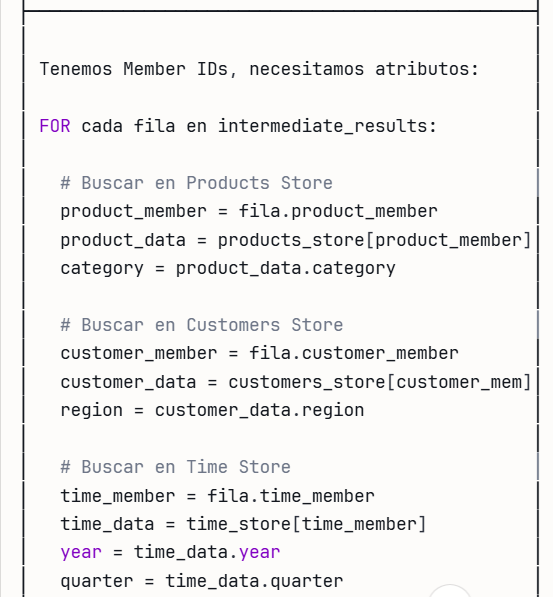 Tenemos Member IDs, necesitamos atributos:
FOR cada fila en intermediate_results:
# Buscar en Products Store
product_member = fila.product_member
product_data = products_store[product_member]
category = product_data.category
# Buscar en Customers Store
customer_member = fila.customer_member
customer_data = customers_store[customer_mem]
region = customer_data.region
# Buscar en Time Store
time_member = fila.time_member
time_data = time_store[time_member]
year = time_data.year
quarter = time_data.quarter